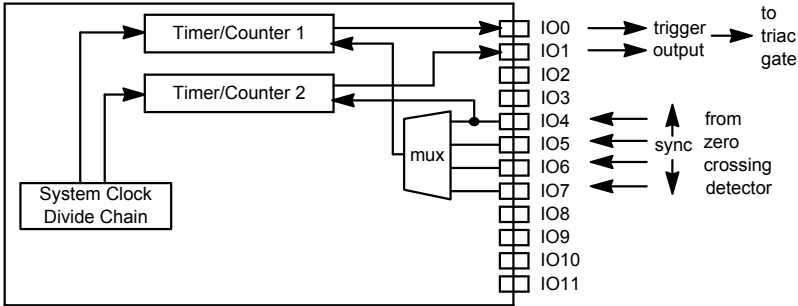 Timer/Counter 1
Timer/Counter 2
mux
System Clock
Divide Chain
IO0
IO1
IO2
IO3
IO4
IO5
IO6
IO7
IO8
IO9
IO10
IO11
trigger
output
to
triac
gate
sync
from
zero
crossing
detector